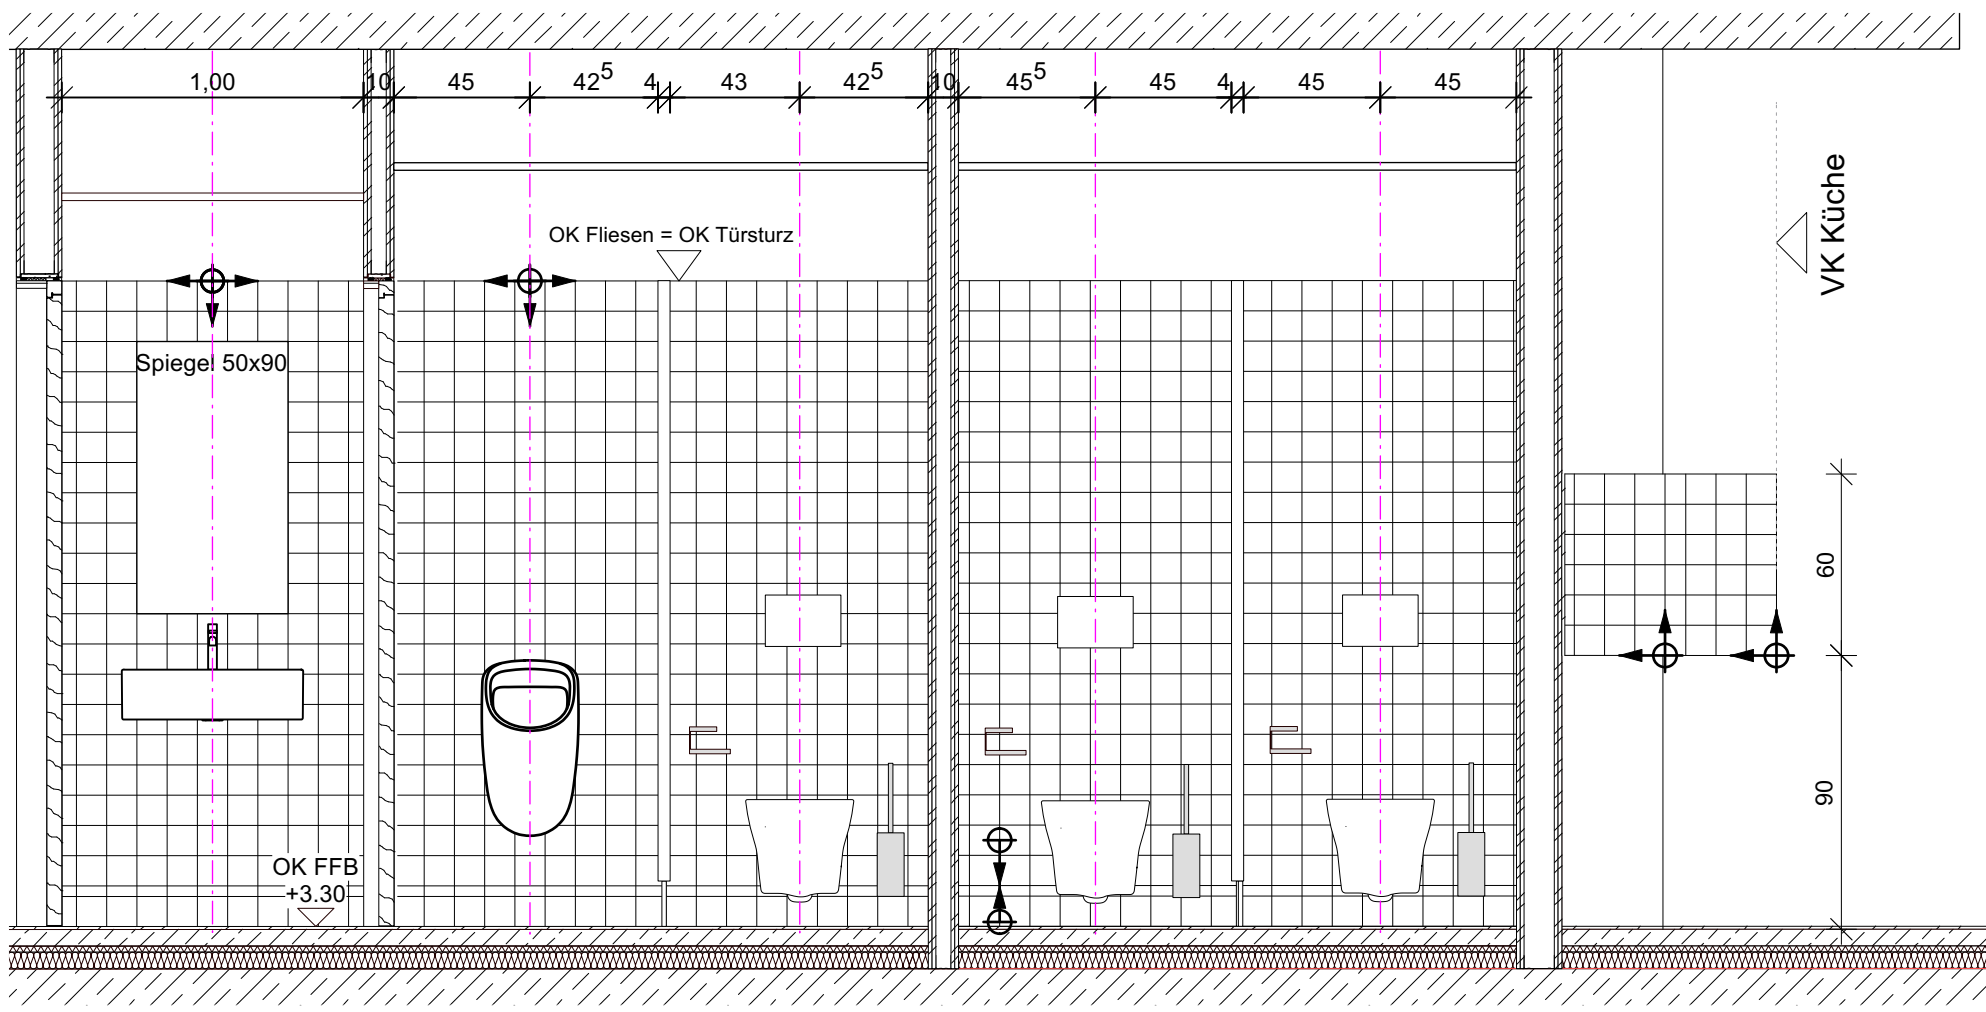 1,00 10 45 42⁵ 4 43 42⁵ 10 45⁵ 45 4 45 45
OK Fliesen = OK Türsturz
VK Küche
Spiegel 50x90
60
90
OK FFB
+3.30